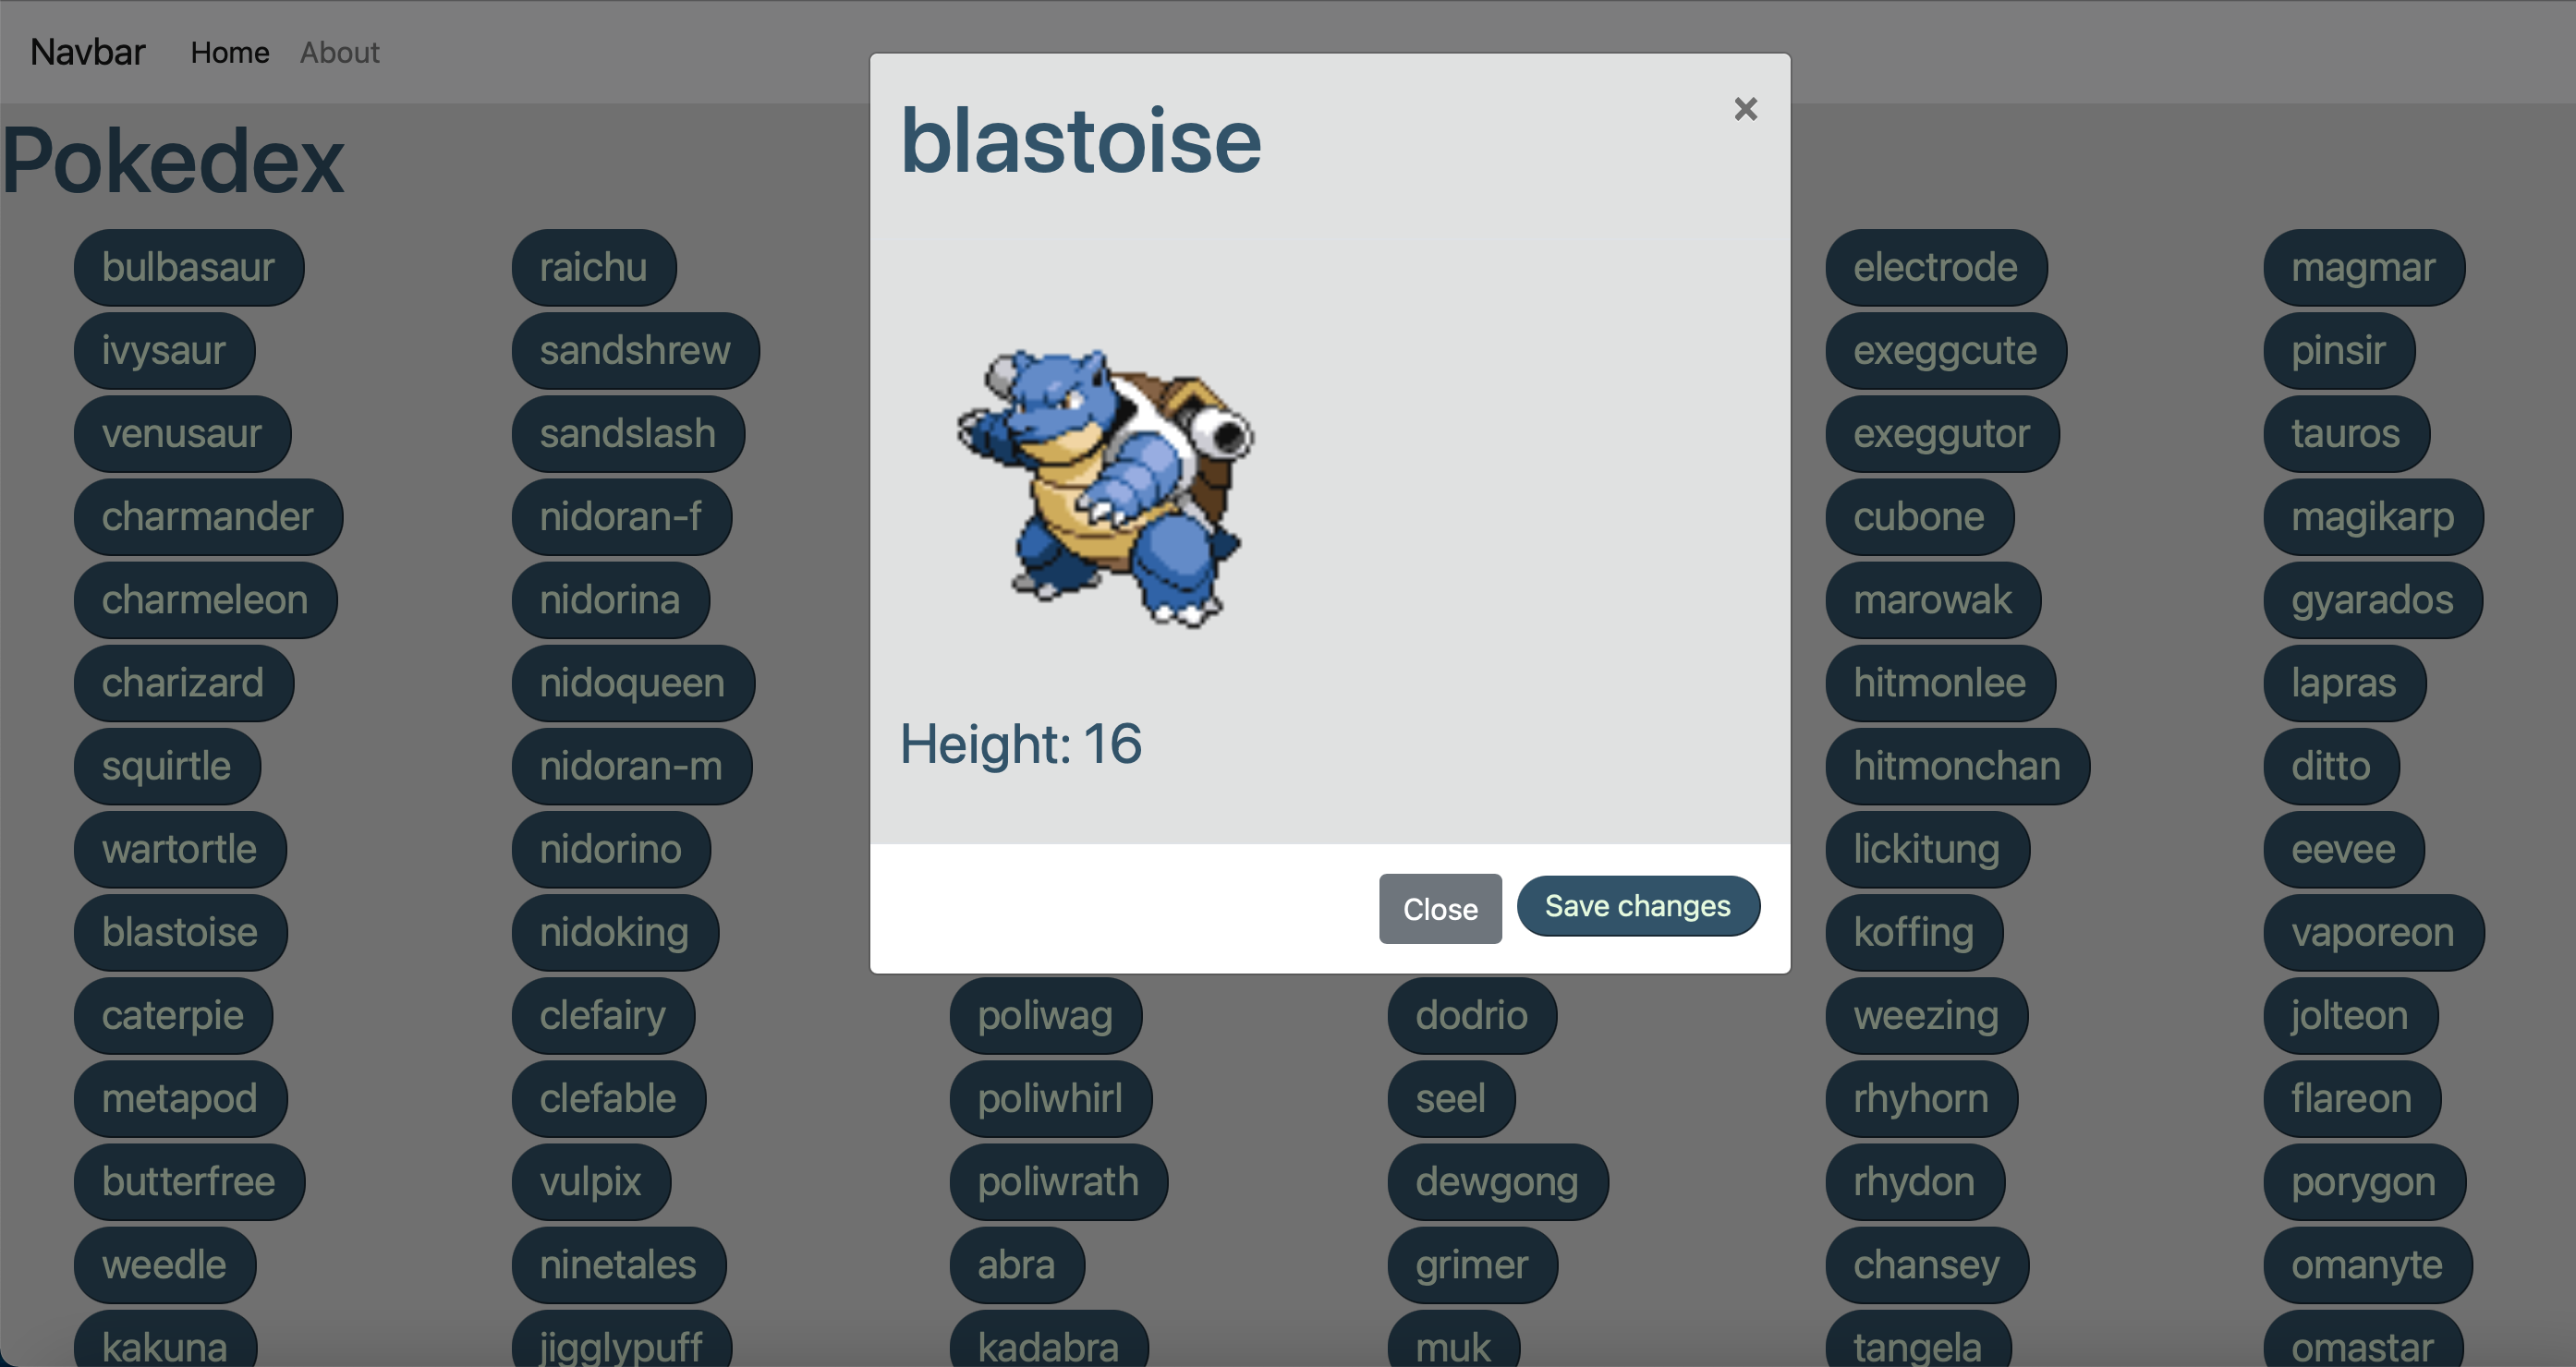 Navbar Home About
Pokedex
bulbasaur
ivysaur
venusaur
charmander
charmeleon
charizard
squirtle
wartortle
blastoise
caterpie
metapod
butterfree
weedle
kakuna
raichu
sandshrew
sandslash
nidoran-f
nidorina
nidoqueen
nidoran-m
nidorino
nidoking
clefairy
clefable
vulpix
ninetales
jigglypuff
blastoise
×
Height: 16
Close
Save changes
poliwag
poliwhirl
poliwrath
abra
kadabra
dodrio
seel
dewgong
grimer
muk
electrode
exeggcute
exeggutor
cubone
marowak
hitmonlee
hitmonchan
lickitung
koffing
weezing
rhyhorn
rhydon
chansey
tangela
magmar
pinsir
tauros
magikarp
gyarados
lapras
ditto
eevee
vaporeon
jolteon
flareon
porygon
omanyte
omastar